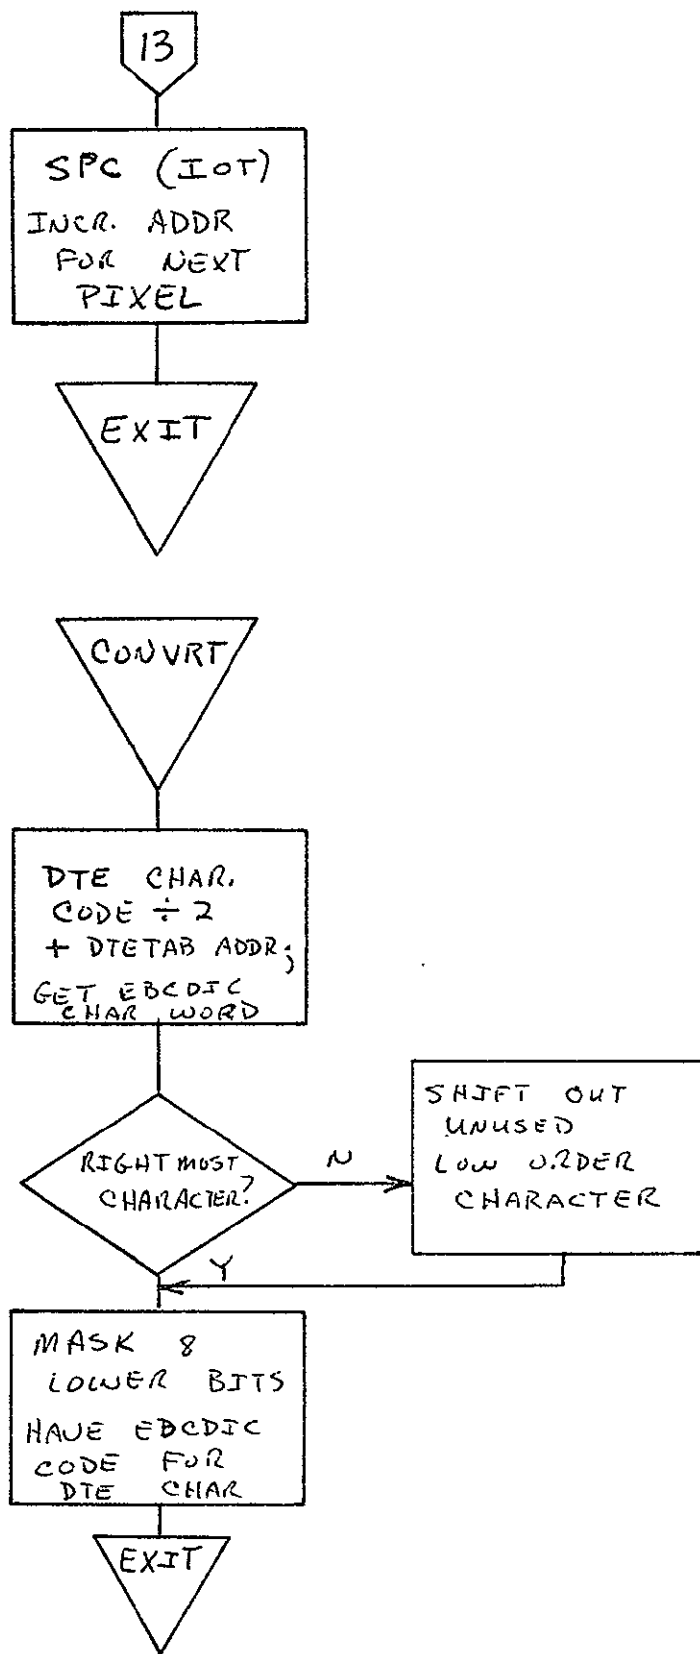 13
SPC (IOT)
INCR. ADDR
FOR NEXT
PIXEL
EXIT
CONVRT
DTE CHAR.
CODE ÷ 2
+ DTETAB ADDR;
GET EBCDIC
CHAR WORD
RIGHTMOST
CHARACTER?
N
SHIFT OUT
UNUSED
LOW ORDER
CHARACTER
Y
MASK 8
LOWER BITS
HAVE EBCDIC
CODE FOR
DTE CHAR
EXIT